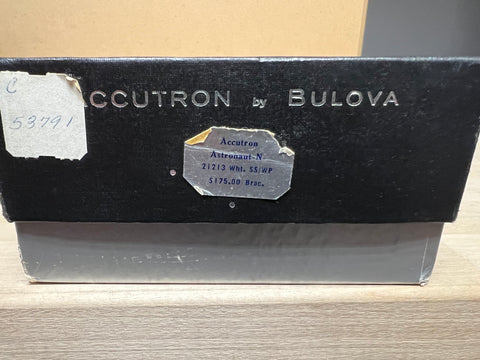 ACCUTRON by BULOVA
C
53791
Accutron
Astronaut-N
21213 Wht. SS/WP
$175.00 Brac.